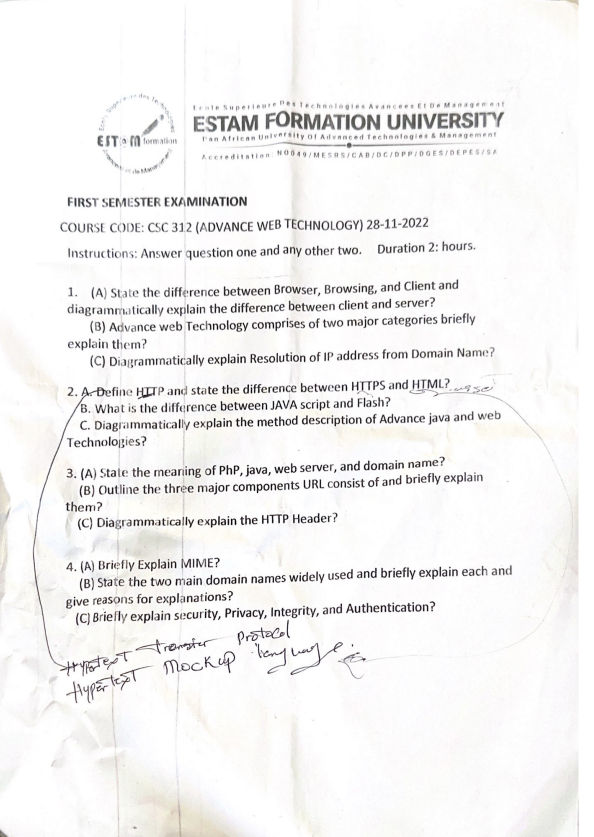 Ecole Superieure Des Technologies Avancees Et De Management
ESTAM FORMATION UNIVERSITY
Pan African University Of Advanced Technologies & Management
Accreditation: N0049/MESRS/CAB/DC/DPP/DGES/DEPES/SA
EST a m formation
FIRST SEMESTER EXAMINATION
COURSE CODE: CSC 312 (ADVANCE WEB TECHNOLOGY) 28-11-2022
Instructions: Answer question one and any other two. Duration 2: hours.
1. (A) State the difference between Browser, Browsing, and Client and
diagrammatically explain the difference between client and server?
(B) Advance web Technology comprises of two major categories briefly
explain them?
(C) Diagrammatically explain Resolution of IP address from Domain Name?
2. A. Define HTTP and state the difference between HTTPS and HTML?
B. What is the difference between JAVA script and Flash?
C. Diagrammatically explain the method description of Advance java and web
Technologies?
3. (A) State the meaning of PhP, java, web server, and domain name?
(B) Outline the three major components URL consist of and briefly explain
them?
(C) Diagrammatically explain the HTTP Header?
4. (A) Briefly Explain MIME?
(B) State the two main domain names widely used and briefly explain each and
give reasons for explanations?
(C) Briefly explain security, Privacy, Integrity, and Authentication?
Hypertext transfer protocol
Hypertext Mockup language